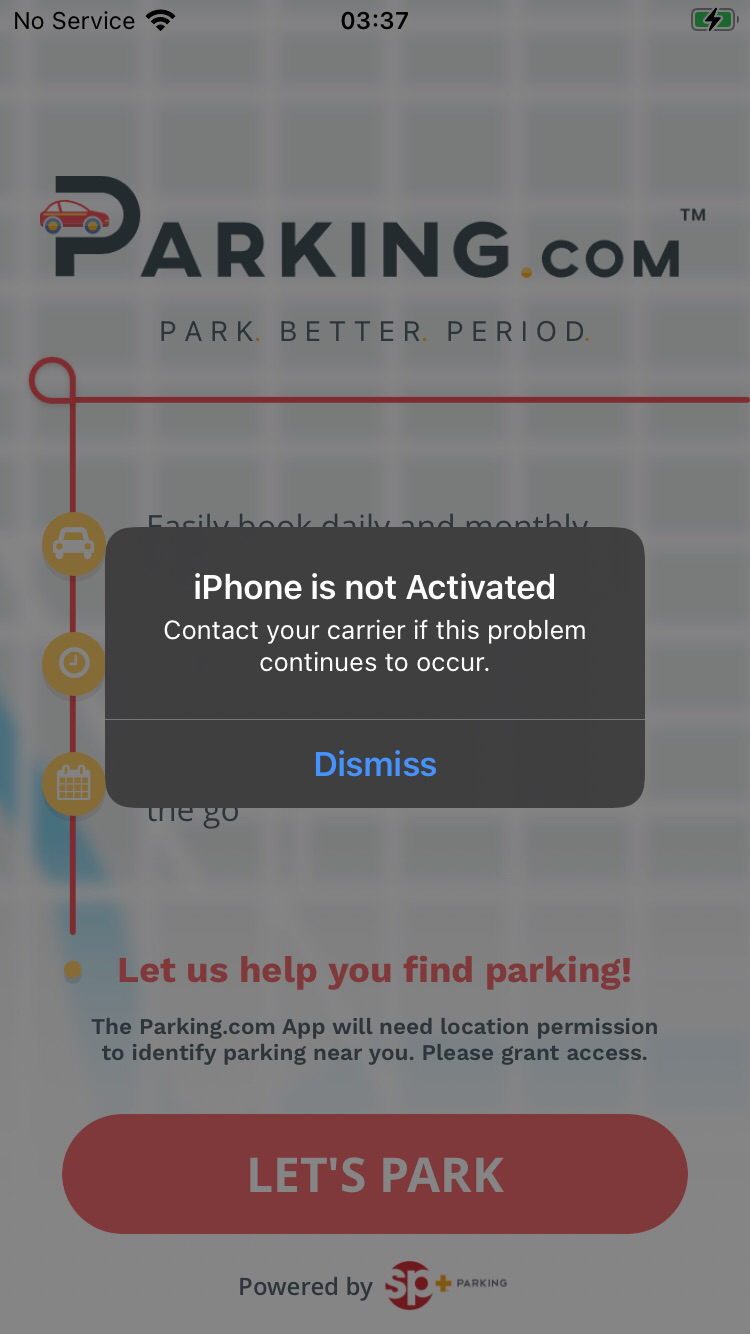 No Service
03:37
PARKING.COM™
PARK. BETTER. PERIOD.
Easily book daily and monthly
iPhone is not Activated
Contact your carrier if this problem
continues to occur.
Dismiss
the go
Let us help you find parking!
The Parking.com App will need location permission
to identify parking near you. Please grant access.
LET'S PARK
Powered by sp+ PARKING